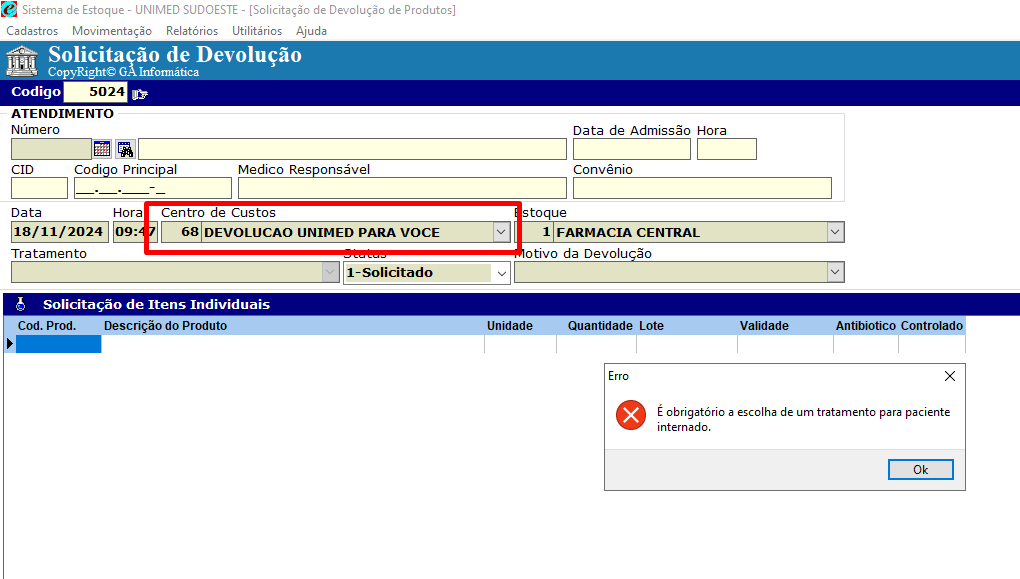 Sistema de Estoque - UNIMED SUDOESTE - [Solicitação de Devolução de Produtos]
Cadastros Movimentação Relatórios Utilitários Ajuda
Solicitação de Devolução
CopyRight© GA Informática
Codigo 5024
ATENDIMENTO
Número Data de Admissão Hora
CID Codigo Principal Medico Responsável Convênio
__.__.___-_
Data Hora Centro de Custos Estoque
18/11/2024 09:47 68 DEVOLUCAO UNIMED PARA VOCE 1 FARMACIA CENTRAL
Tratamento Status Motivo da Devolução
1-Solicitado
Solicitação de Itens Individuais
Cod. Prod. Descrição do Produto Unidade Quantidade Lote Validade Antibiotico Controlado
Erro
É obrigatório a escolha de um tratamento para paciente
internado.
Ok